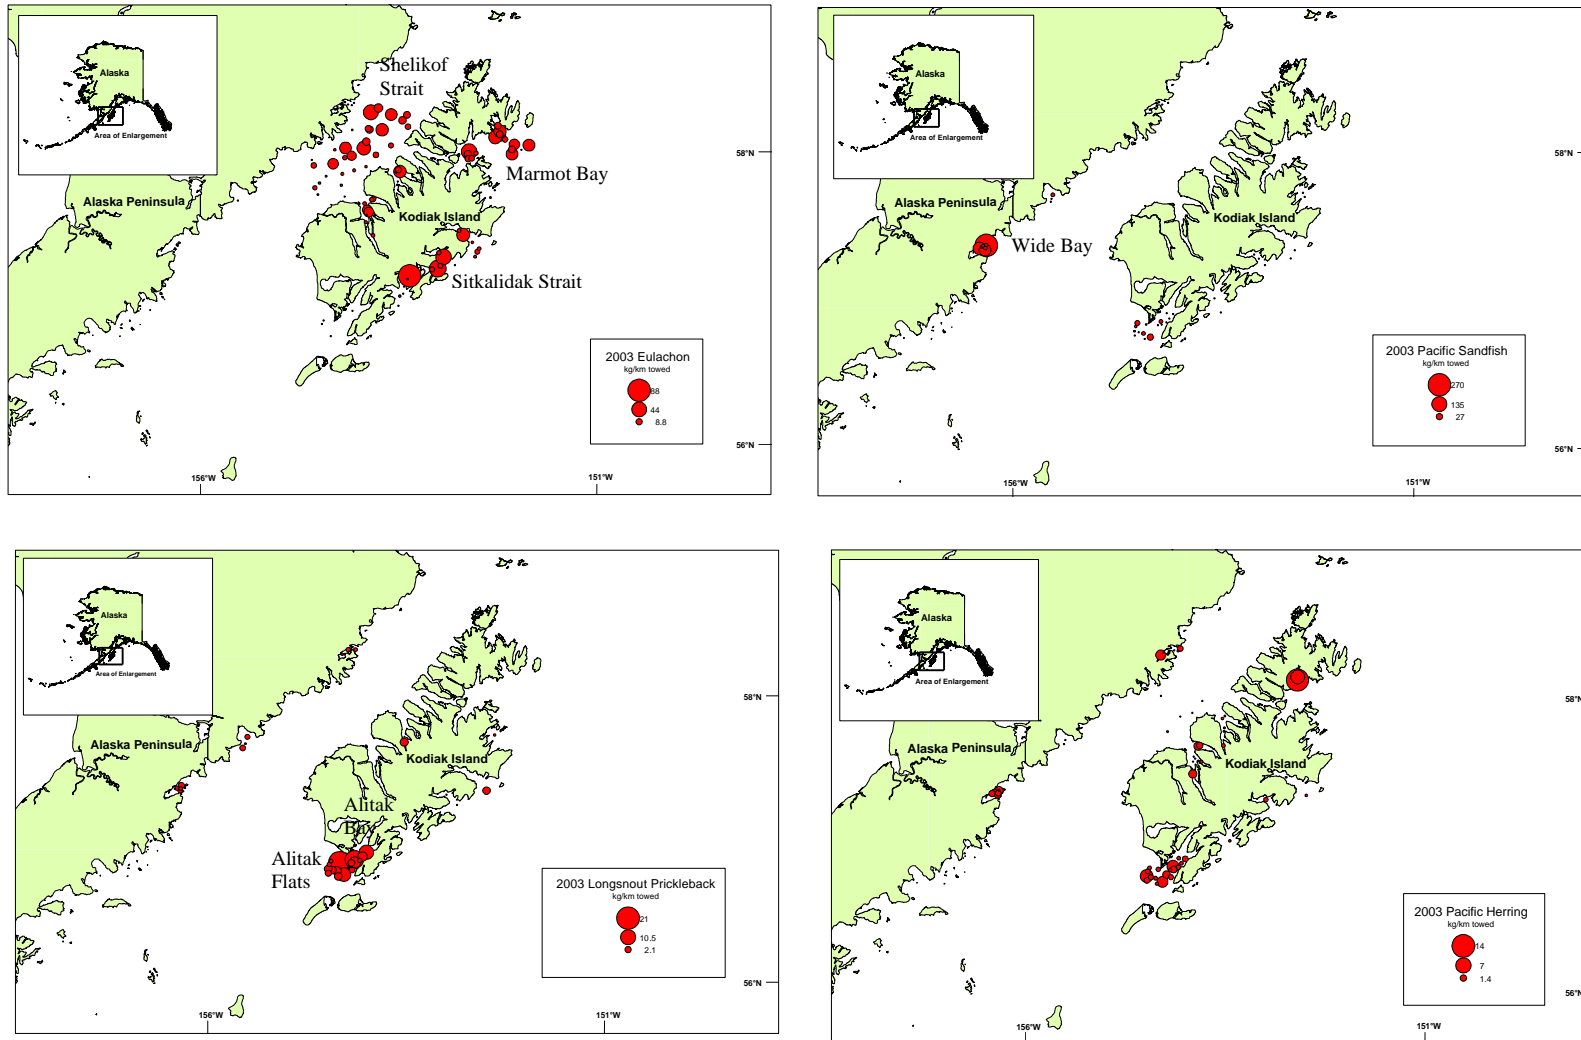 Alaska
Area of Enlargement
Shelikof
Strait
58°N
Marmot Bay
Alaska Peninsula
Kodiak Island
Sitkalidak Strait
2003 Eulachon
kg/km towed
88
44
8.8
56°N
156°W
151°W
Alaska
Area of Enlargement
58°N
Alaska Peninsula
Kodiak Island
Wide Bay
2003 Pacific Sandfish
kg/km towed
270
135
27
56°N
156°W
151°W
Alaska
Area of Enlargement
58°N
Alaska Peninsula
Kodiak Island
Alitak
Bay
Alitak
Flats
2003 Longsnout Prickleback
kg/km towed
21
10.5
2.1
56°N
156°W
151°W
Alaska
Area of Enlargement
58°N
Alaska Peninsula
Kodiak Island
2003 Pacific Herring
kg/km towed
14
7
1.4
56°N
156°W
151°W